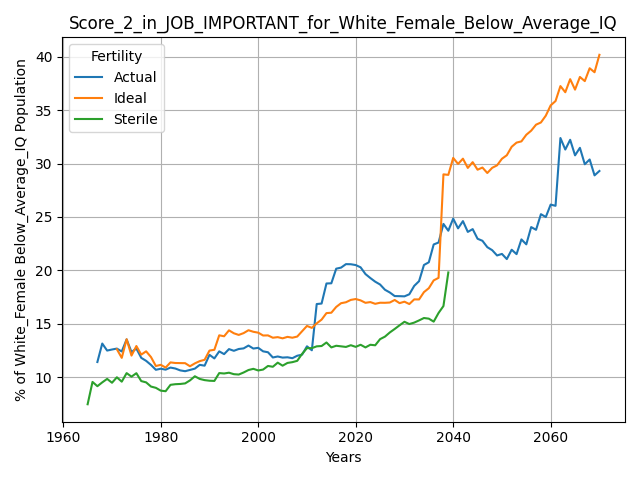 Score_2_in_JOB_IMPORTANT_for_White_Female_Below_Average_IQ
% of White_Female Below_Average_IQ Population
40
35
30
25
20
15
10
Fertility
Actual
Ideal
Sterile
1960
1980
2000
2020
2040
2060
Years